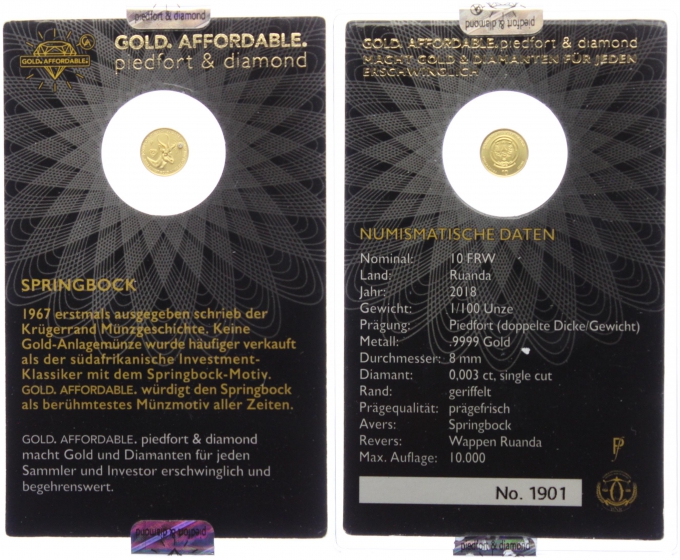 piedfort & diamond
GOLD. AFFORDABLE.
GOLD. AFFORDABLE.
piedfort & diamond
SPRINGBOCK
1967 erstmals ausgegeben schrieb der
Krügerrand Münzgeschichte. Keine
Gold-Anlagemünze wurde häufiger verkauft
als der südafrikanische Investment-
Klassiker mit dem Springbock-Motiv.
GOLD. AFFORDABLE. würdigt den Springbock
als berühmtestes Münzmotiv aller Zeiten.
GOLD. AFFORDABLE. piedfort & diamond
macht Gold und Diamanten für jeden
Sammler und Investor erschwinglich und
begehrenswert.
piedfort & diamond
piedfort & diamond
GOLD. AFFORDABLE. piedfort & diamond
MACHT GOLD & DIAMANTEN FÜR JEDEN
ERSCHWINGLICH
NUMISMATISCHE DATEN
Nominal: 10 FRW
Land: Ruanda
Jahr: 2018
Gewicht: 1/100 Unze
Prägung: Piedfort (doppelte Dicke/Gewicht)
Metall: .9999 Gold
Durchmesser: 8 mm
Diamant: 0,003 ct, single cut
Rand: geriffelt
Prägequalität: prägefrisch
Avers: Springbock
Revers: Wappen Ruanda
Max. Auflage: 10.000
No. 1901
piedfort & diamond